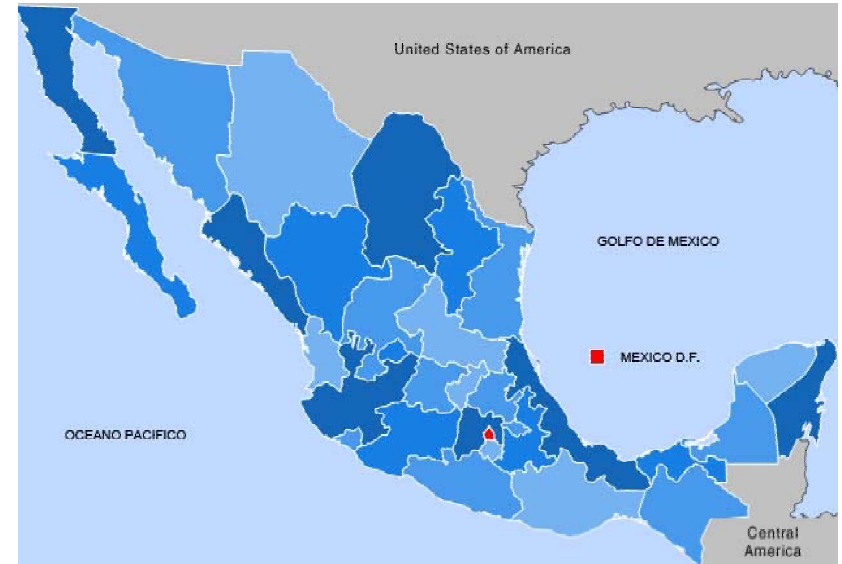 United States of America
GOLFO DE MEXICO
MEXICO D.F.
OCEANO PACIFICO
Central
America